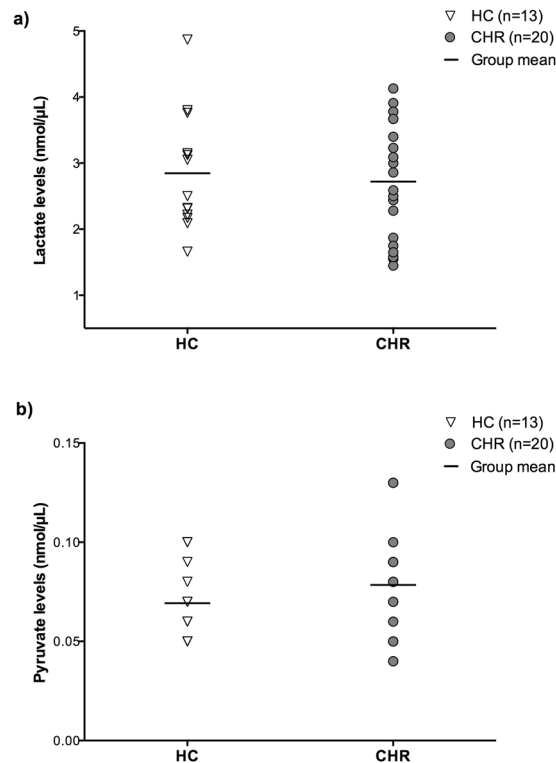 a)
HC (n=13)
CHR (n=20)
Group mean
Lactate levels (nmol/µL)
5
4
3
2
1
HC CHR
b)
HC (n=13)
CHR (n=20)
Group mean
Pyruvate levels (nmol/µL)
0.15
0.10
0.05
0.00
HC CHR